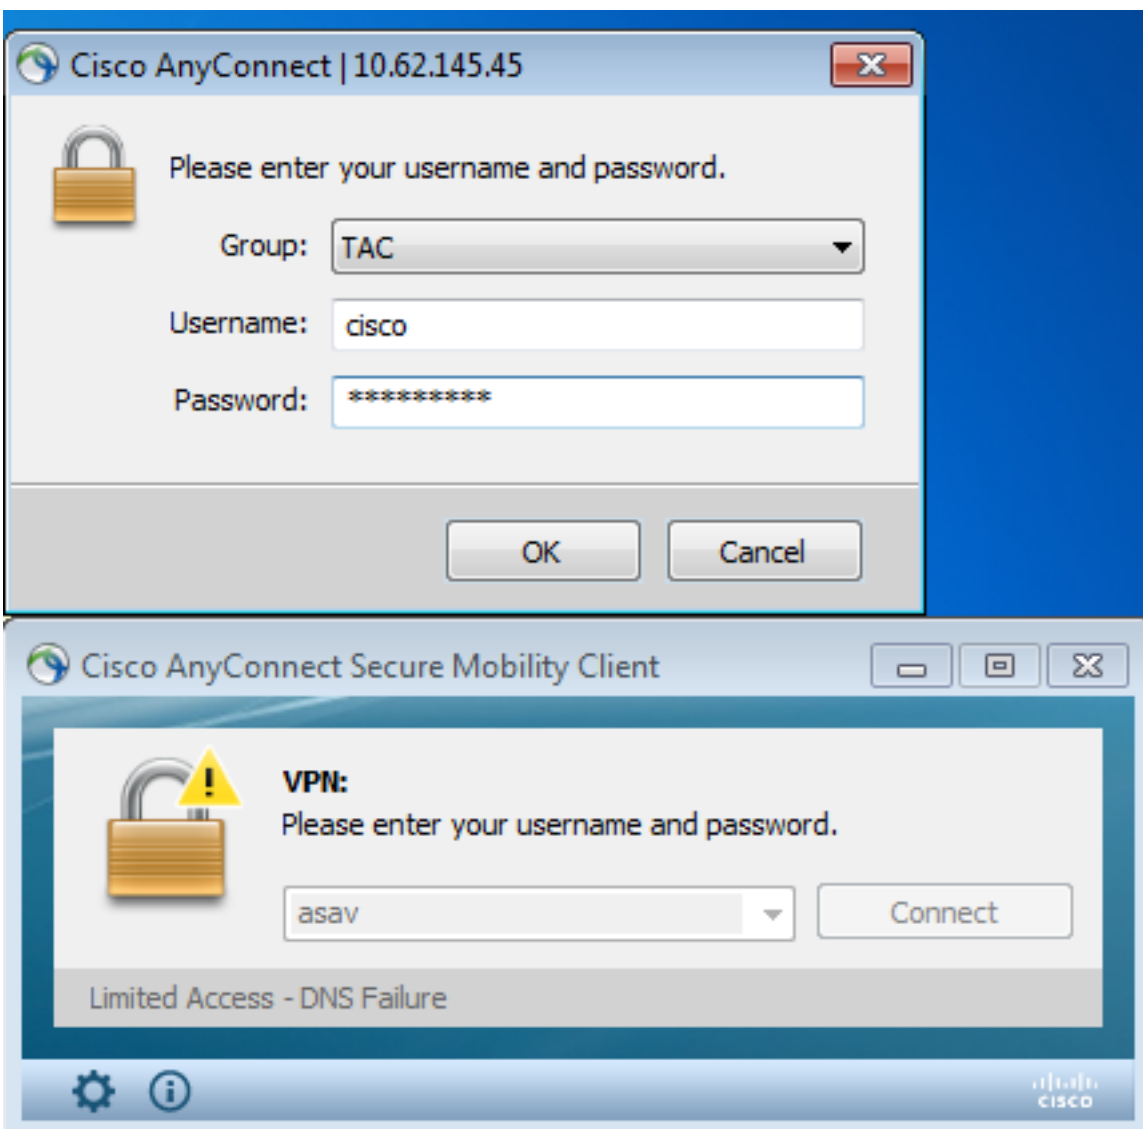 Cisco AnyConnect | 10.62.145.45
Please enter your username and password.
Group: TAC
Username: cisco
Password: *********
OK Cancel
Cisco AnyConnect Secure Mobility Client
VPN:
Please enter your username and password.
asav Connect
Limited Access - DNS Failure
CISCO